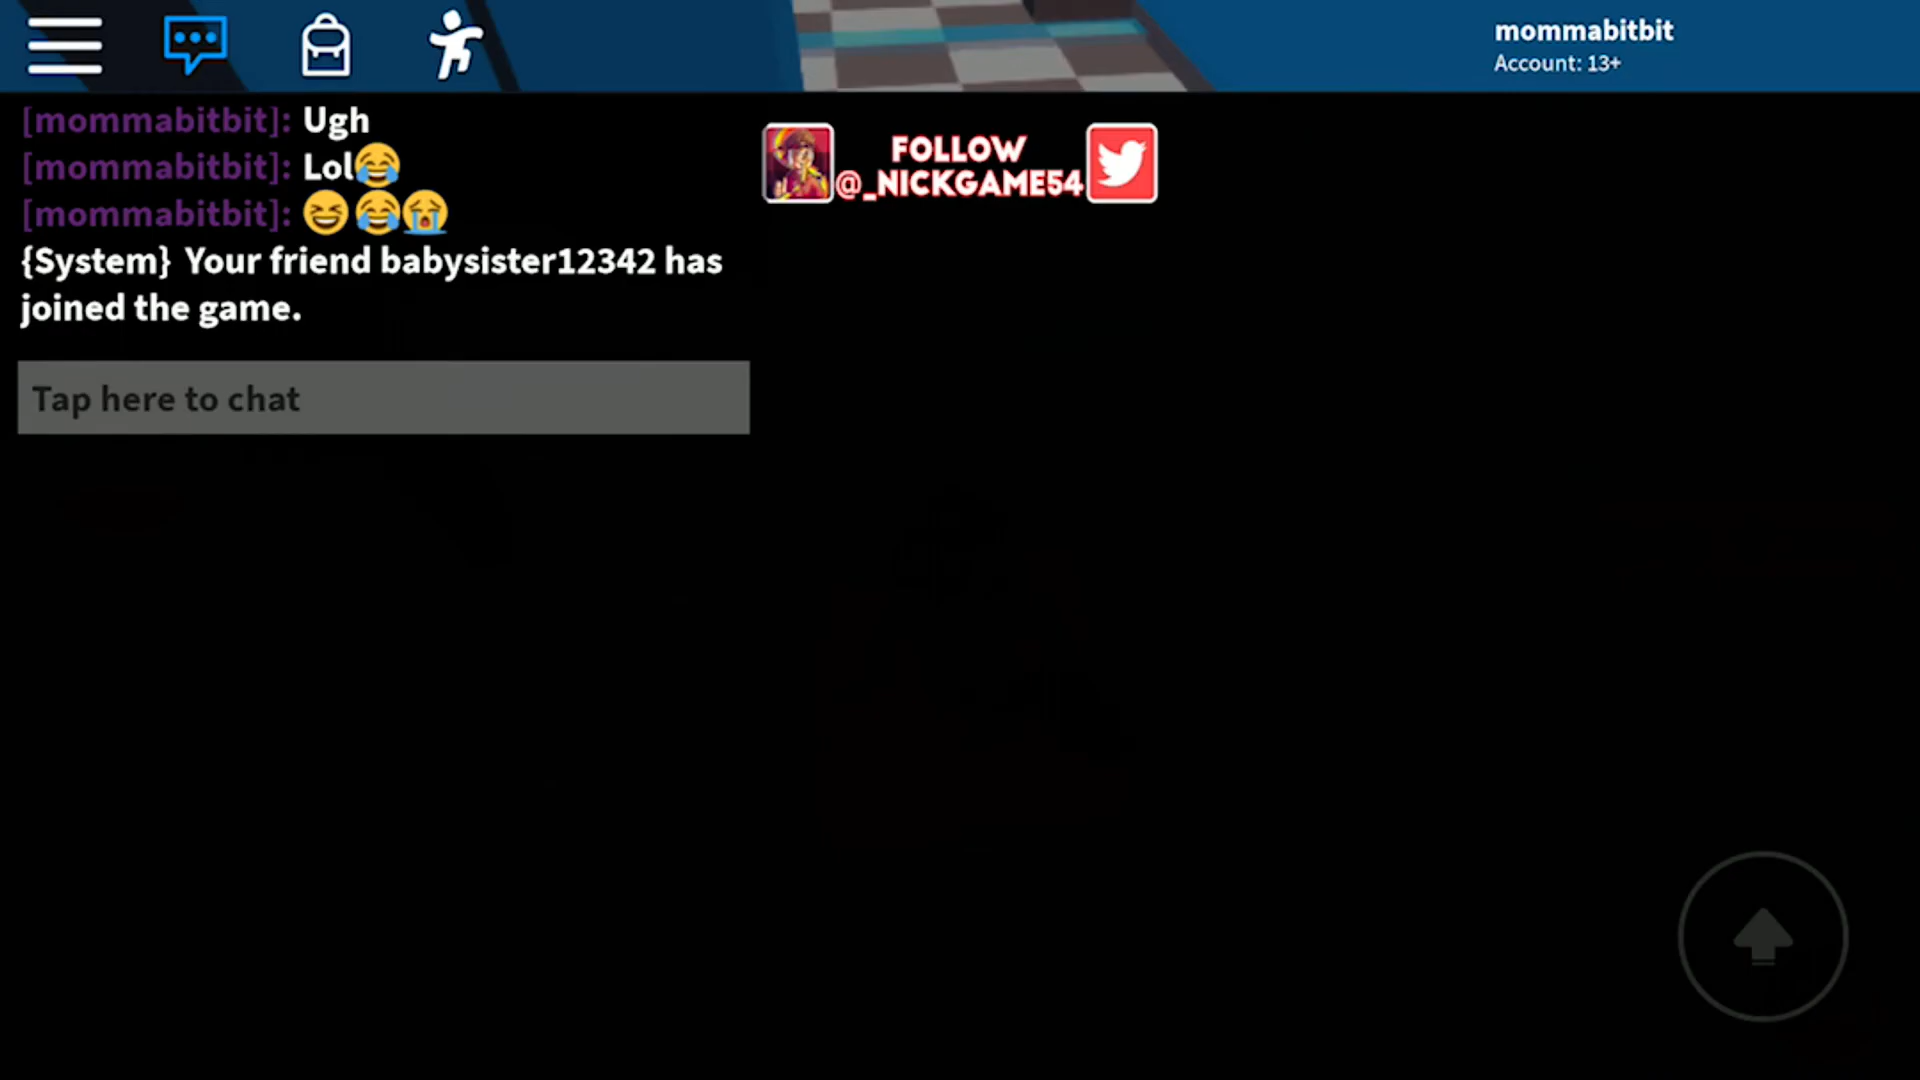 mommabitbit
Account: 13+
[mommabitbit]: Ugh
[mommabitbit]: Lol😂
[mommabitbit]: 😆😂😭
{System} Your friend babysister12342 has
joined the game.
FOLLOW
@_NICKGAME54
Tap here to chat